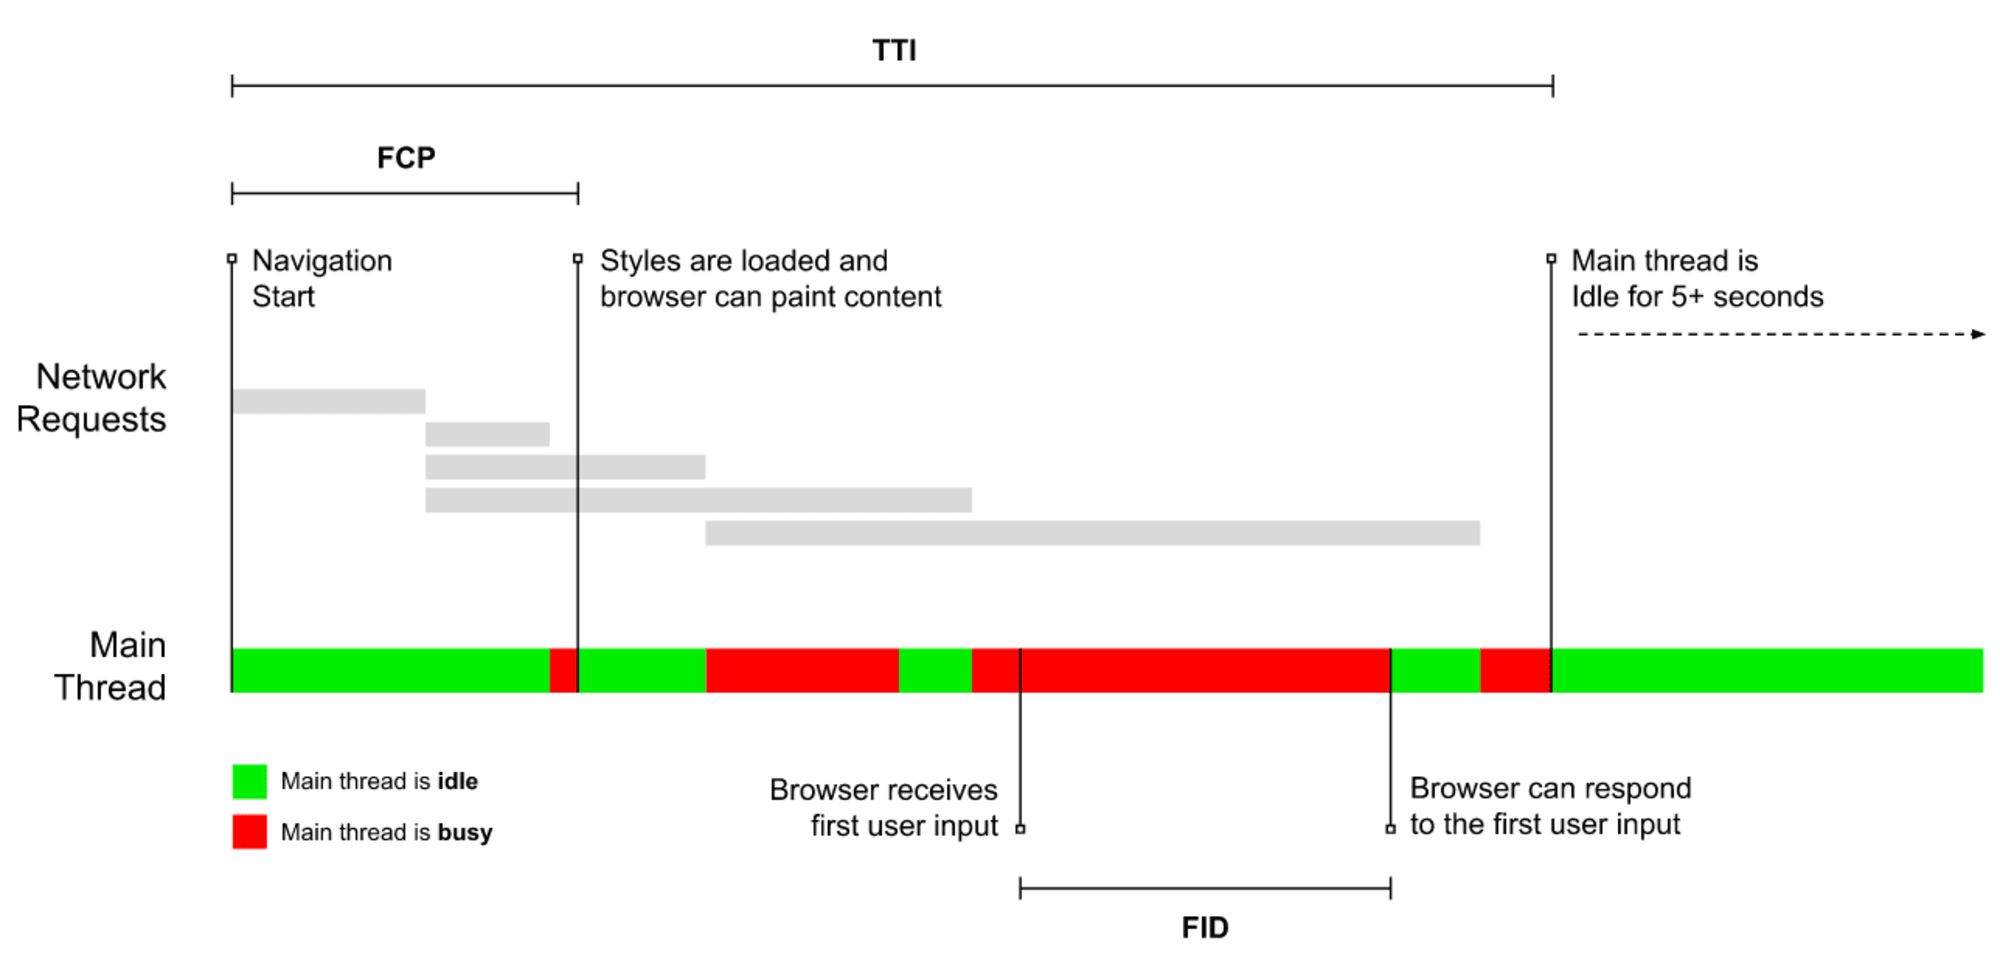 TTI
FCP
Navigation
Start
Styles are loaded and
browser can paint content
Main thread is
Idle for 5+ seconds
Network
Requests
Main
Thread
Main thread is idle
Main thread is busy
Browser receives
first user input
Browser can respond
to the first user input
FID